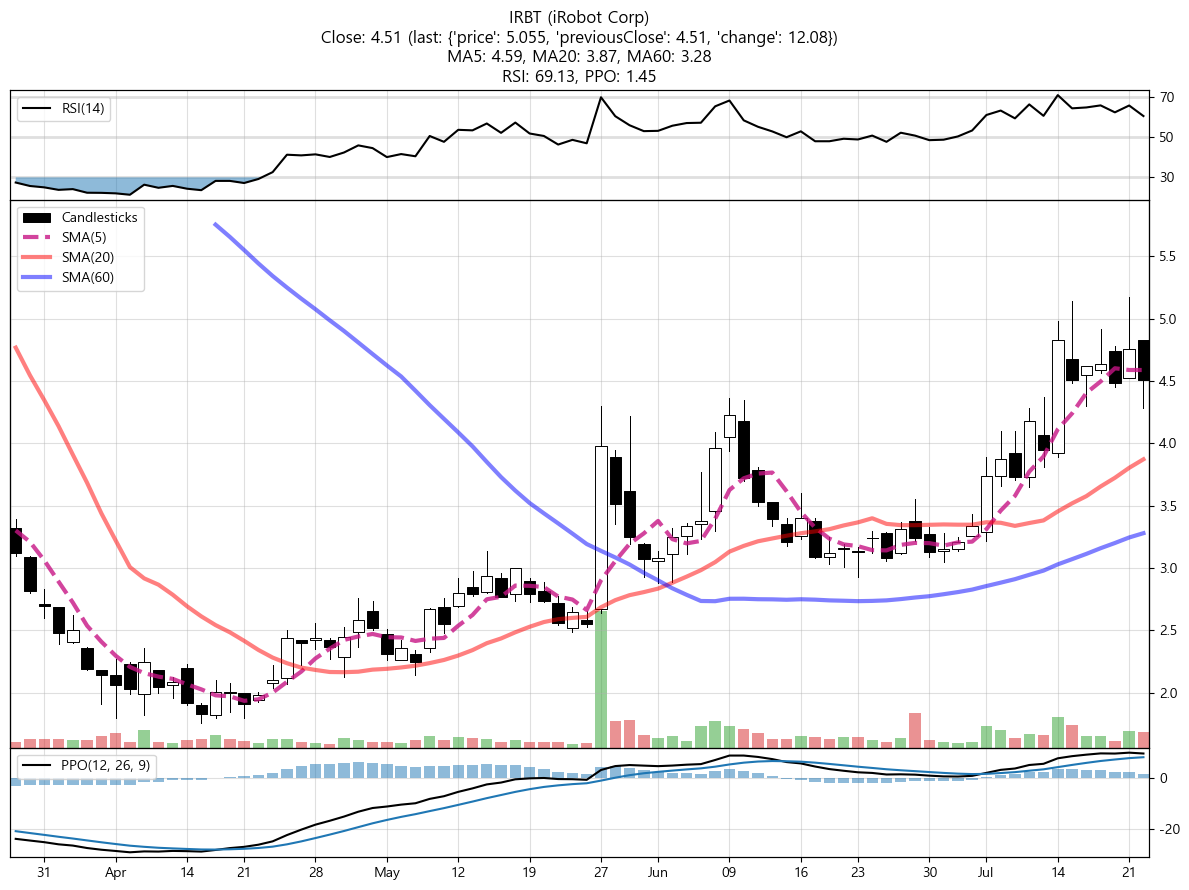 IRBT (iRobot Corp)
Close: 4.51 (last: {'price': 5.055, 'previousClose': 4.51, 'change': 12.08})
MA5: 4.59, MA20: 3.87, MA60: 3.28
RSI: 69.13, PPO: 1.45
RSI(14)
70
50
30
Candlesticks
SMA(5)
SMA(20)
SMA(60)
5.5
5.0
4.5
4.0
3.5
3.0
2.5
2.0
PPO(12, 26, 9)
0
-20
31 Apr 14 21 28 May 12 19 27 Jun 09 16 23 30 Jul 14 21